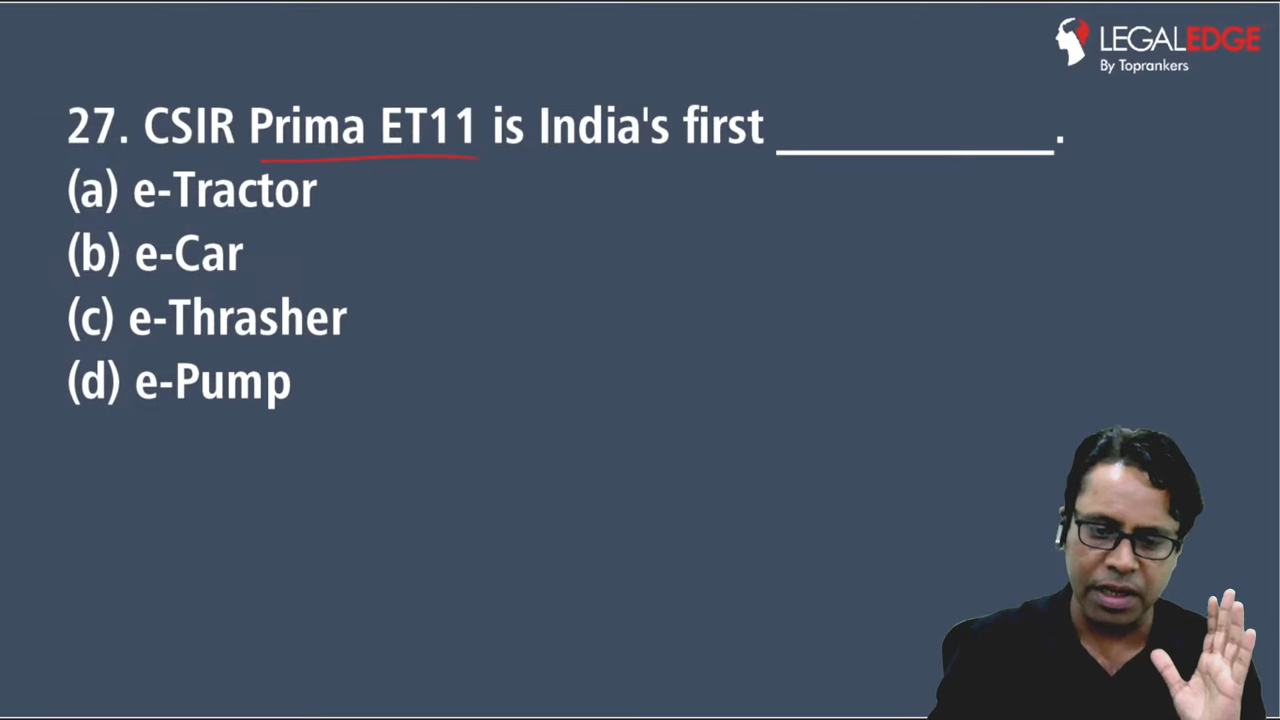 LEGALEDGE
By Toprankers
27. CSIR Prima ET11 is India's first ____________.
(a) e-Tractor
(b) e-Car
(c) e-Thrasher
(d) e-Pump